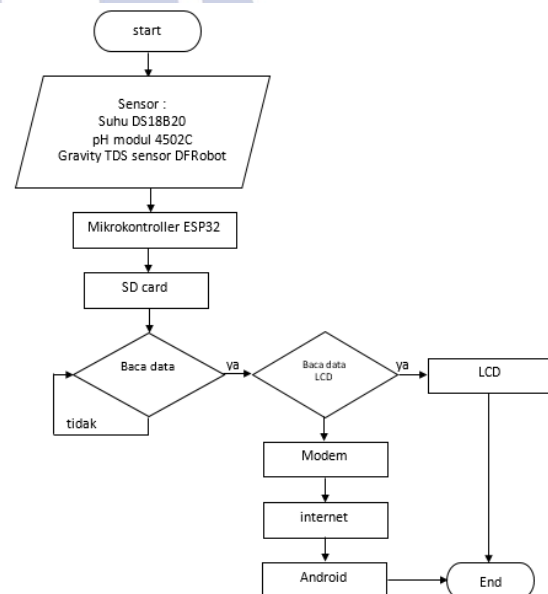 start
Sensor :
Suhu DS18B20
pH modul 4502C
Gravity TDS sensor DFRobot
Mikrokontroller ESP32
SD card
Baca data
ya
tidak
Baca data
LCD
ya
LCD
Modem
internet
Android
End